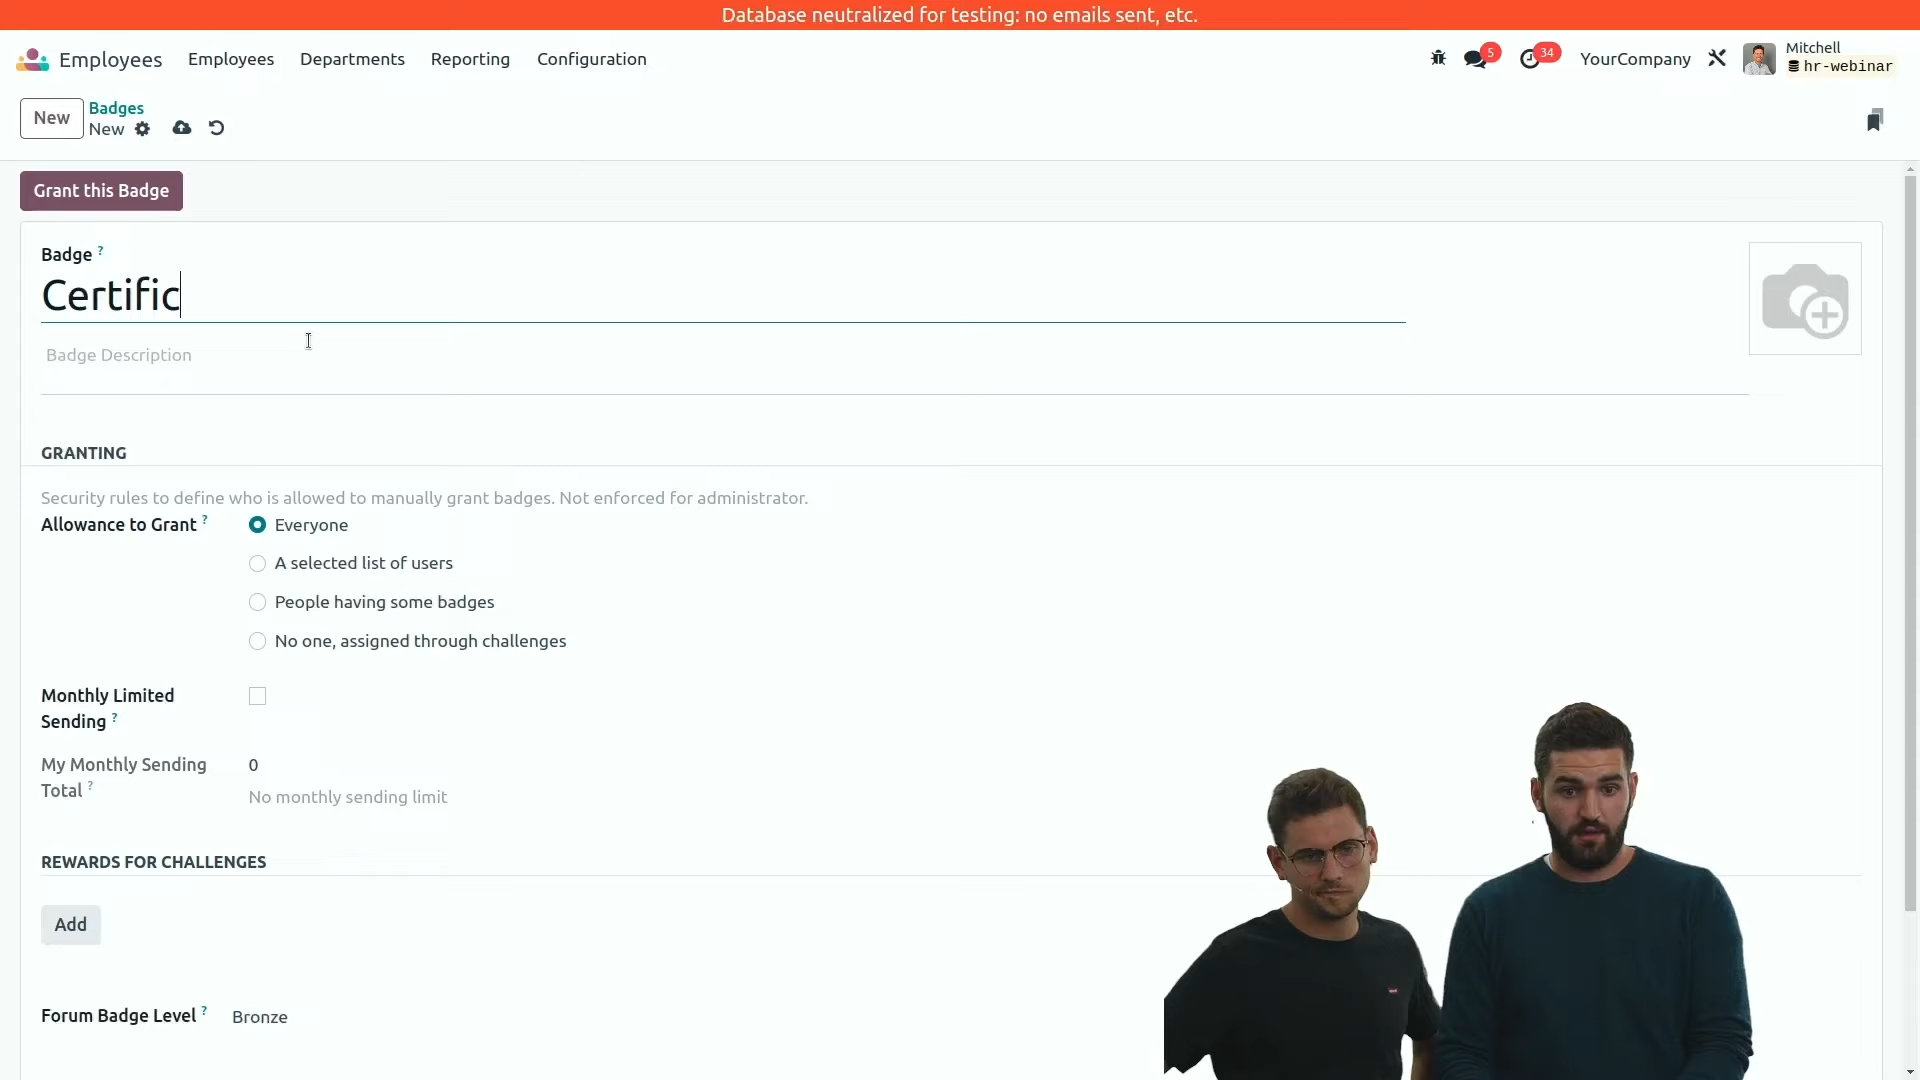 Database neutralized for testing: no emails sent, etc.
Employees Employees Departments Reporting Configuration 5 34 YourCompany Mitchell
hr-webinar
New Badges
New
Grant this Badge
Badge ?
Certific
Badge Description
GRANTING
Security rules to define who is allowed to manually grant badges. Not enforced for administrator.
Allowance to Grant ? Everyone
A selected list of users
People having some badges
No one, assigned through challenges
Monthly Limited
Sending ?
My Monthly Sending 0
Total ?
No monthly sending limit
REWARDS FOR CHALLENGES
Add
Forum Badge Level ? Bronze